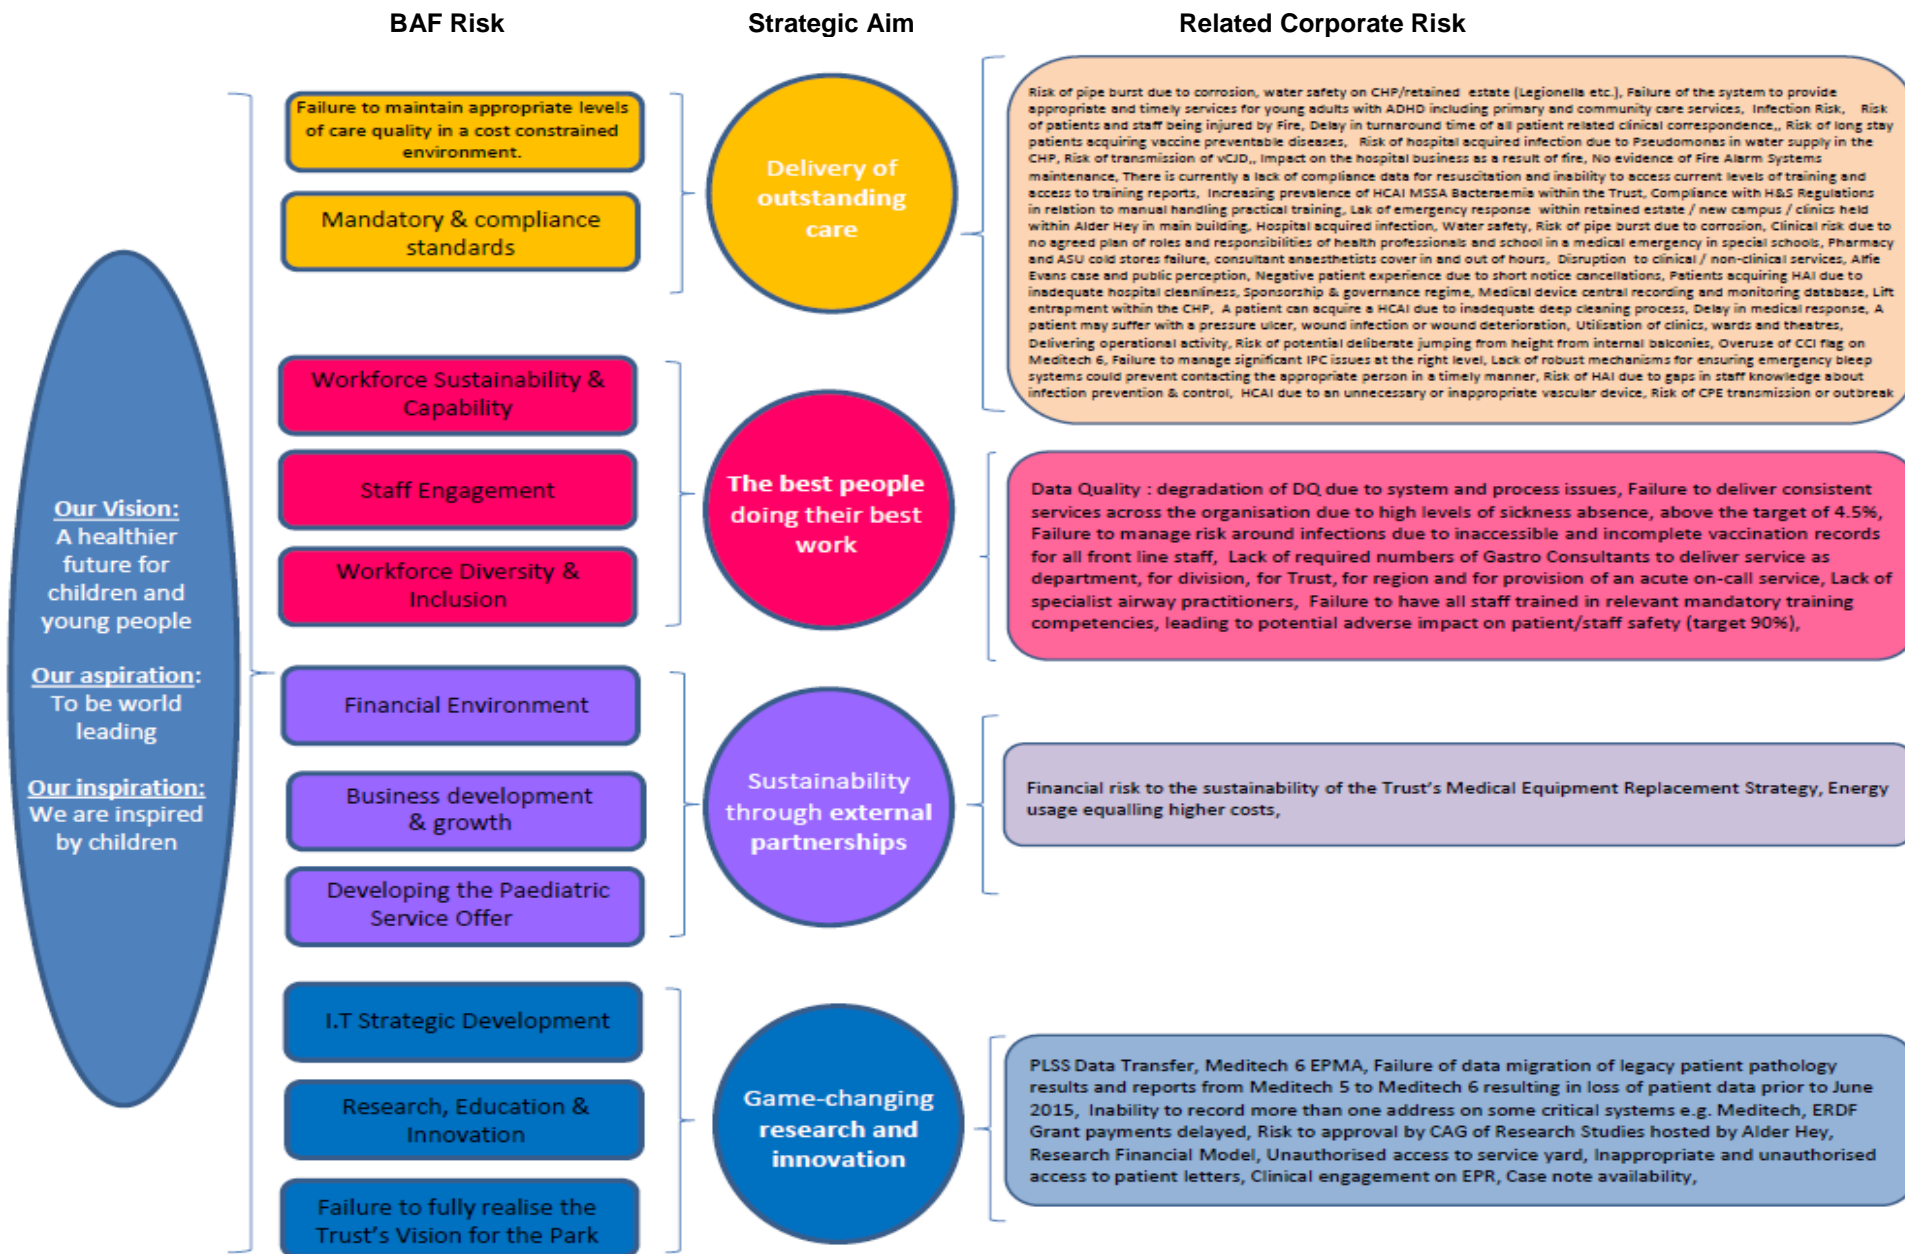 BAF Risk
Strategic Aim
Related Corporate Risk
Our Vision:
A healthier
future for
children and
young people
Our aspiration:
To be world
leading
Our inspiration:
We are inspired
by children
Failure to maintain appropriate levels
of care quality in a cost constrained
environment.
Mandatory & compliance
standards
Delivery of
outstanding
care
Risk of pipe burst due to corrosion, water safety on CHP/retained estate (Legionella etc.), Failure of the system to provide
appropriate and timely services for young adults with ADHD including primary and community care services, Infection Risk, Risk
of patients and staff being injured by Fire, Delay in turnaround time of all patient related clinical correspondence,, Risk of long stay
patients acquiring vaccine preventable diseases, Risk of hospital acquired infection due to Pseudomonas in water supply in the
CHP, Risk of transmission of vCJD,, Impact on the hospital business as a result of fire, No evidence of Fire Alarm Systems
maintenance, There is currently a lack of compliance data for resuscitation and inability to access current levels of training and
access to training reports, Increasing prevalence of HCAI MSSA Bacteraemia within the Trust, Compliance with H&S Regulations
in relation to manual handling practical training, Lak of emergency response within retained estate / new campus / clinics held
within Alder Hey in main building, Hospital acquired infection, Water safety, Risk of pipe burst due to corrosion, Clinical risk due to
no agreed plan of roles and responsibilities of health professionals and school in a medical emergency in special schools, Pharmacy
and ASU cold stores failure, consultant anaesthetists cover in and out of hours, Disruption to clinical / non-clinical services, Alfie
Evans case and public perception, Negative patient experience due to short notice cancellations, Patients acquiring HAI due to
inadequate hospital cleanliness, Sponsorship & governance regime, Medical device central recording and monitoring database, Lift
entrapment within the CHP, A patient can acquire a HCAI due to inadequate deep cleaning process, Delay in medical response, A
patient may suffer with a pressure ulcer, wound infection or wound deterioration, Utilisation of clinics, wards and theatres,
Delivering operational activity, Risk of potential deliberate jumping from height from internal balconies, Overuse of CCI flag on
Meditech 6, Failure to manage significant IPC issues at the right level, Lack of robust mechanisms for ensuring emergency bleep
systems could prevent contacting the appropriate person in a timely manner, Risk of HAI due to gaps in staff knowledge about
infection prevention & control, HCAI due to an unnecessary or inappropriate vascular device, Risk of CPE transmission or outbreak
Workforce Sustainability &
Capability
Staff Engagement
Workforce Diversity &
Inclusion
The best people
doing their best
work
Data Quality : degradation of DQ due to system and process issues, Failure to deliver consistent
services across the organisation due to high levels of sickness absence, above the target of 4.5%,
Failure to manage risk around infections due to inaccessible and incomplete vaccination records
for all front line staff, Lack of required numbers of Gastro Consultants to deliver service as
department, for division, for Trust, for region and for provision of an acute on-call service, Lack of
specialist airway practitioners, Failure to have all staff trained in relevant mandatory training
competencies, leading to potential adverse impact on patient/staff safety (target 90%),
Financial Environment
Business development
& growth
Developing the Paediatric
Service Offer
Sustainability
through external
partnerships
Financial risk to the sustainability of the Trust's Medical Equipment Replacement Strategy, Energy
usage equalling higher costs,
I.T Strategic Development
Research, Education &
Innovation
Failure to fully realise the
Trust's Vision for the Park
Game-changing
research and
innovation
PLSS Data Transfer, Meditech 6 EPMA, Failure of data migration of legacy patient pathology
results and reports from Meditech 5 to Meditech 6 resulting in loss of patient data prior to June
2015, Inability to record more than one address on some critical systems e.g. Meditech, ERDF
Grant payments delayed, Risk to approval by CAG of Research Studies hosted by Alder Hey,
Research Financial Model, Unauthorised access to service yard, Inappropriate and unauthorised
access to patient letters, Clinical engagement on EPR, Case note availability,